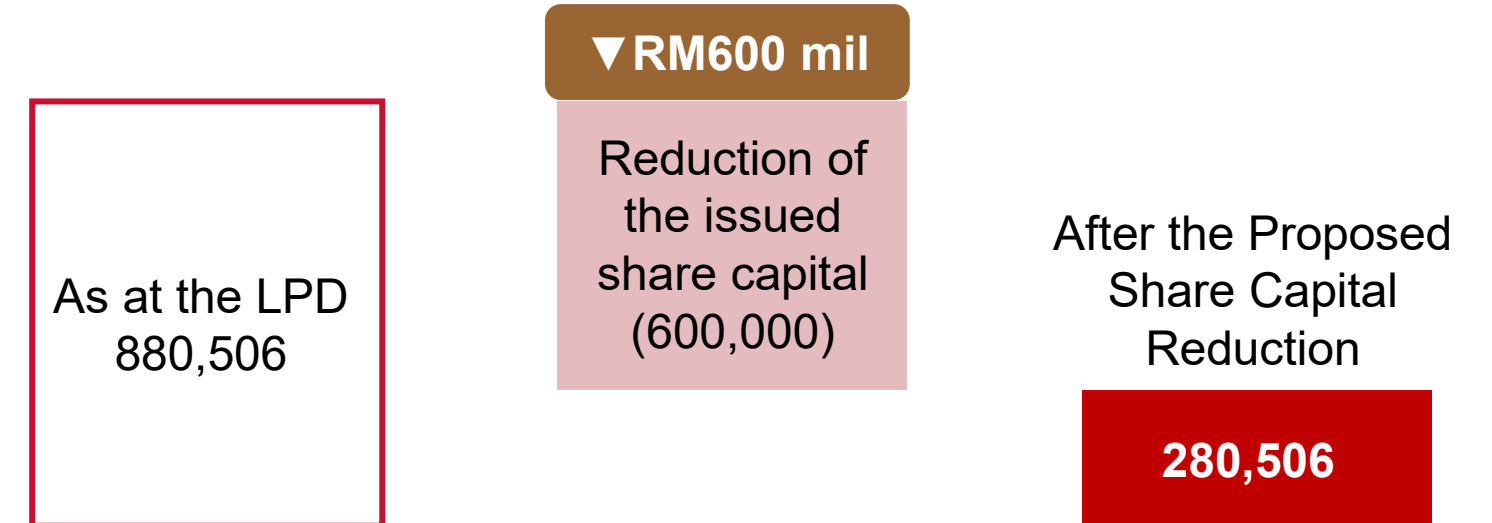 ▼RM600 mil
Reduction of
the issued
share capital
(600,000)
As at the LPD
880,506
After the Proposed
Share Capital
Reduction
280,506